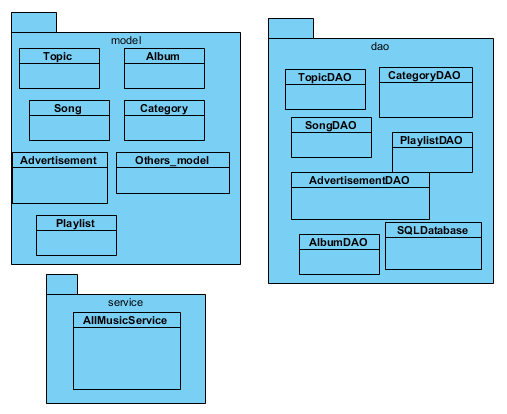 model
Topic
Album
Song
Category
Advertisement
Others_model
Playlist
dao
TopicDAO
CategoryDAO
SongDAO
PlaylistDAO
AdvertisementDAO
SQLDatabase
AlbumDAO
service
AllMusicService